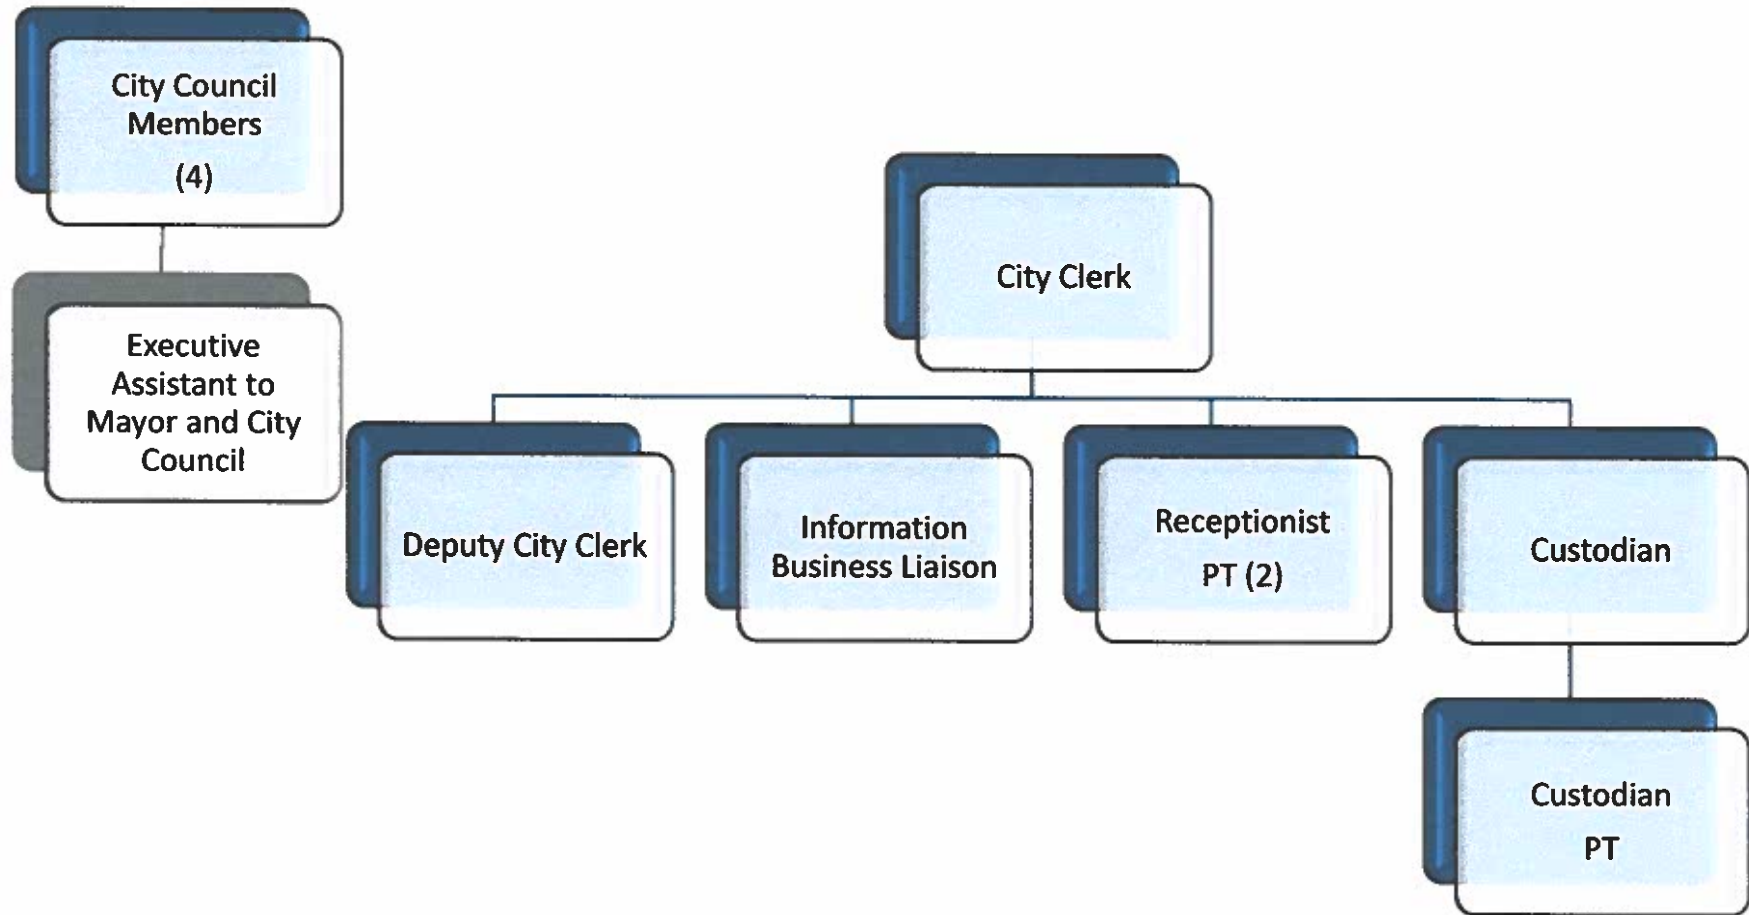 City Council
Members
(4)
Executive
Assistant to
Mayor and City
Council
City Clerk
Deputy City Clerk
Information
Business Liaison
Receptionist
PT (2)
Custodian
Custodian
PT